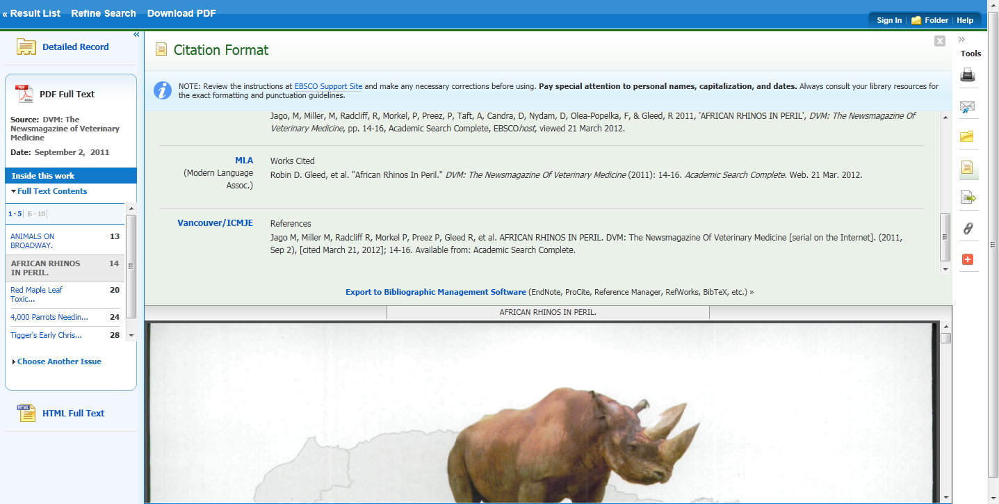 « Result List Refine Search Download PDF
Sign In Folder Help
«
Detailed Record
PDF Full Text
Source: DVM: The
Newsmagazine of Veterinary
Medicine
Date: September 2, 2011
Inside this work
Full Text Contents
1 - 5 6 - 10
ANIMALS ON
BROADWAY. 13
AFRICAN RHINOS
IN PERIL. 14
Red Maple Leaf
Toxic... 20
4,000 Parrots Needin... 24
Tigger's Early Chris... 28
Choose Another Issue
HTML
HTML Full Text
Citation Format
NOTE: Review the instructions at EBSCO Support Site and make any necessary corrections before using. Pay special attention to personal names, capitalization, and dates. Always consult your library resources for
the exact formatting and punctuation guidelines.
Jago, M, Miller, M, Radcliff, R, Morkel, P, Preez, P, Taft, A, Candra, D, Nydam, D, Olea-Popelka, F, & Gleed, R 2011, 'AFRICAN RHINOS IN PERIL', DVM: The Newsmagazine Of
Veterinary Medicine, pp. 14-16, Academic Search Complete, EBSCOhost, viewed 21 March 2012.
MLA
(Modern Language
Assoc.)
Works Cited
Robin D. Gleed, et al. "African Rhinos In Peril." DVM: The Newsmagazine Of Veterinary Medicine (2011): 14-16. Academic Search Complete. Web. 21 Mar. 2012.
Vancouver/ICMJE
References
Jago M, Miller M, Radcliff R, Morkel P, Preez P, Gleed R, et al. AFRICAN RHINOS IN PERIL. DVM: The Newsmagazine Of Veterinary Medicine [serial on the Internet]. (2011,
Sep 2), [cited March 21, 2012]; 14-16. Available from: Academic Search Complete.
Export to Bibliographic Management Software (EndNote, ProCite, Reference Manager, RefWorks, BibTeX, etc.) »
AFRICAN RHINOS IN PERIL.
»
Tools